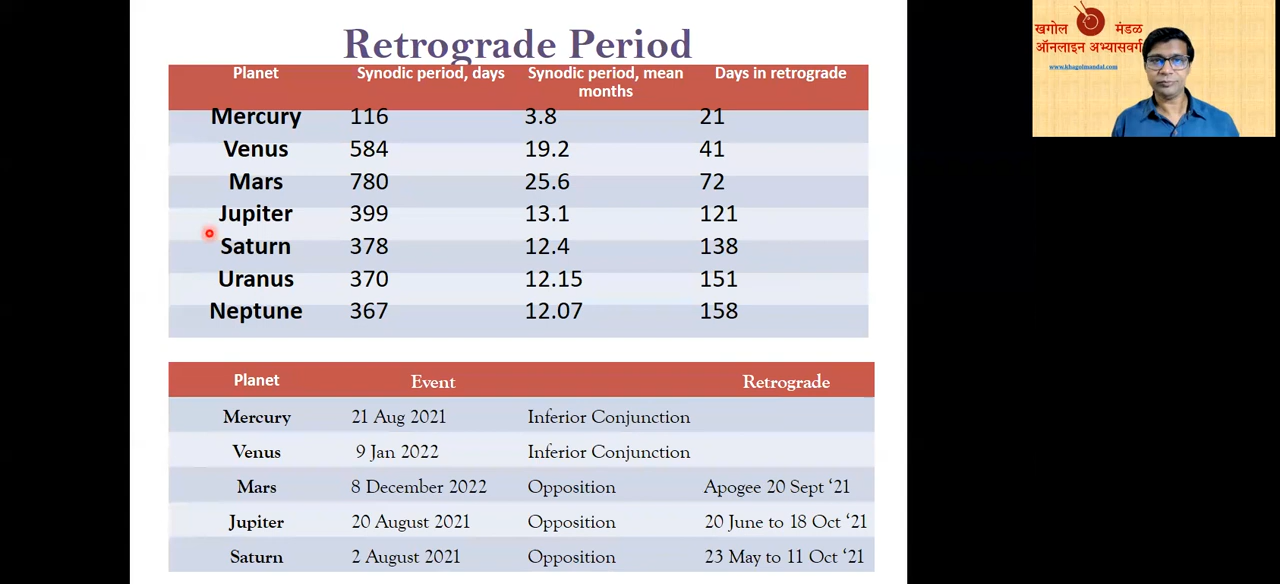 Retrograde Period
Planet Synodic period, days Synodic period, mean months Days in retrograde
Mercury 116 3.8 21
Venus 584 19.2 41
Mars 780 25.6 72
Jupiter 399 13.1 121
Saturn 378 12.4 138
Uranus 370 12.15 151
Neptune 367 12.07 158
Planet Event Retrograde
Mercury 21 Aug 2021 Inferior Conjunction
Venus 9 Jan 2022 Inferior Conjunction
Mars 8 December 2022 Opposition Apogee 20 Sept ‘21
Jupiter 20 August 2021 Opposition 20 June to 18 Oct ‘21
Saturn 2 August 2021 Opposition 23 May to 11 Oct ‘21
खगोल मंडळ
ऑनलाइन अभ्यासवर्ग
www.khagolmandal.com